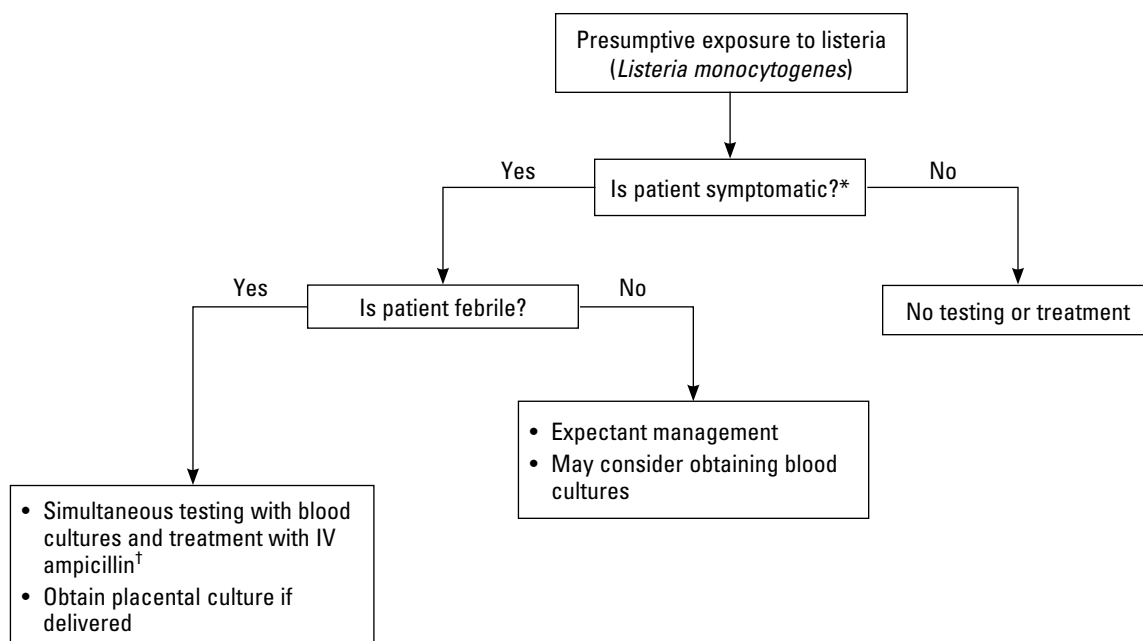 Presumptive exposure to listeria
(Listeria monocytogenes)
Yes
Is patient symptomatic?*
No
Yes
Is patient febrile?
No
No testing or treatment
• Expectant management
• May consider obtaining blood
cultures
• Simultaneous testing with blood
cultures and treatment with IV
ampicillin†
• Obtain placental culture if
delivered